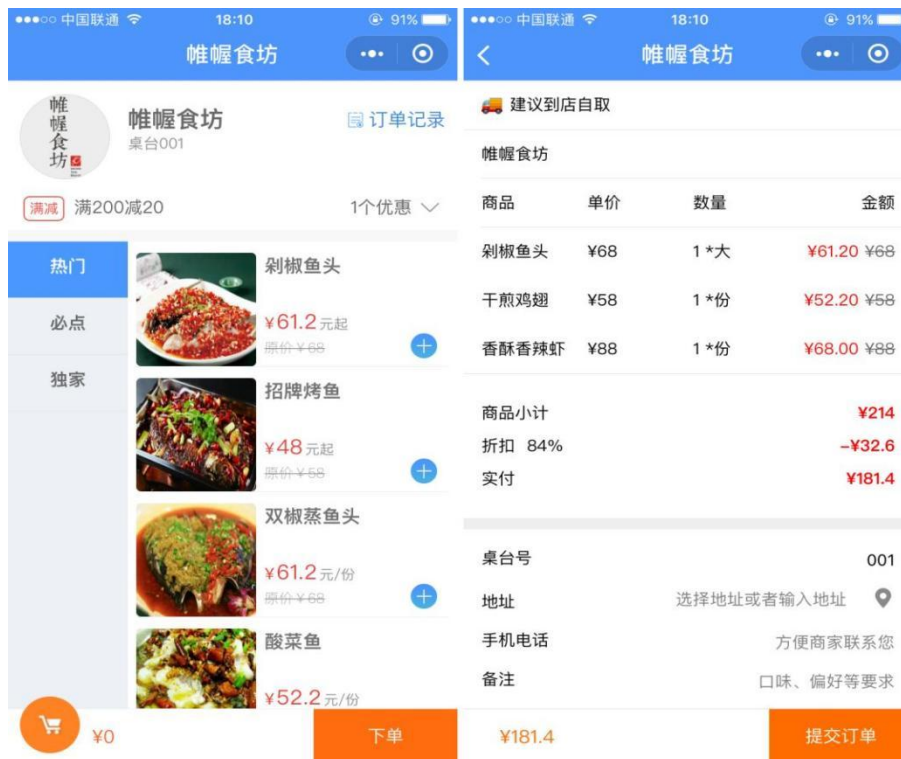 中国联通 18:10 91%
帷幄食坊
帷幄食坊
帷幄食坊
桌台001
订单记录
满减 满200减20 1个优惠
热门
必点
独家
剁椒鱼头
¥61.2元起
原价¥68
招牌烤鱼
¥48元起
原价¥58
双椒蒸鱼头
¥61.2元/份
原价¥68
酸菜鱼
¥52.2元/份
¥0 下单
中国联通 18:10 91%
帷幄食坊
建议到店自取
帷幄食坊
商品 单价 数量 金额
剁椒鱼头 ¥68 1 *大 ¥61.20 ¥68
干煎鸡翅 ¥58 1 *份 ¥52.20 ¥58
香酥香辣虾 ¥88 1 *份 ¥68.00 ¥88
商品小计 ¥214
折扣 84% -¥32.6
实付 ¥181.4
桌台号 001
地址 选择地址或者输入地址
手机电话 方便商家联系您
备注 口味、偏好等要求
¥181.4 提交订单